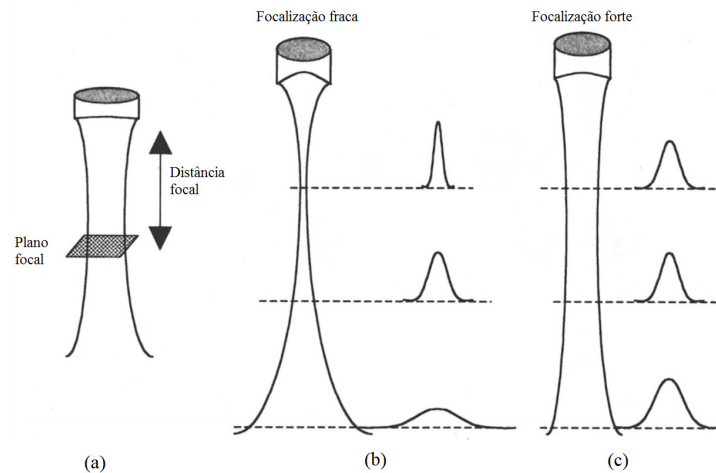 Focalização fraca
Focalização forte
Distância
focal
Plano
focal
(a)
(b)
(c)